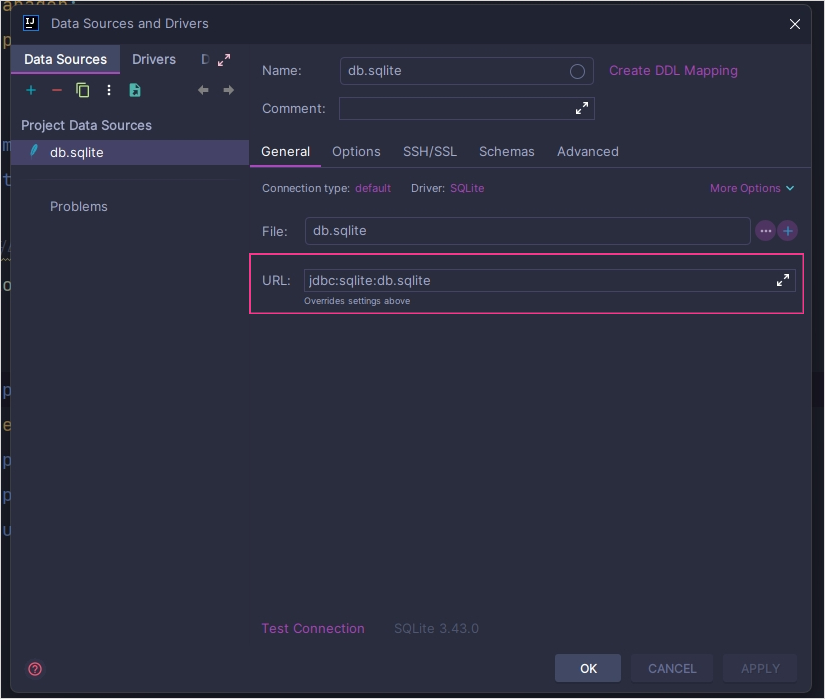 Data Sources and Drivers
Data Sources Drivers D
Name: db.sqlite Create DDL Mapping
Comment:
Project Data Sources
db.sqlite
Problems
General Options SSH/SSL Schemas Advanced
Connection type: default Driver: SQLite More Options
File: db.sqlite
URL: jdbc:sqlite:db.sqlite
Overrides settings above
Test Connection SQLite 3.43.0
OK CANCEL APPLY